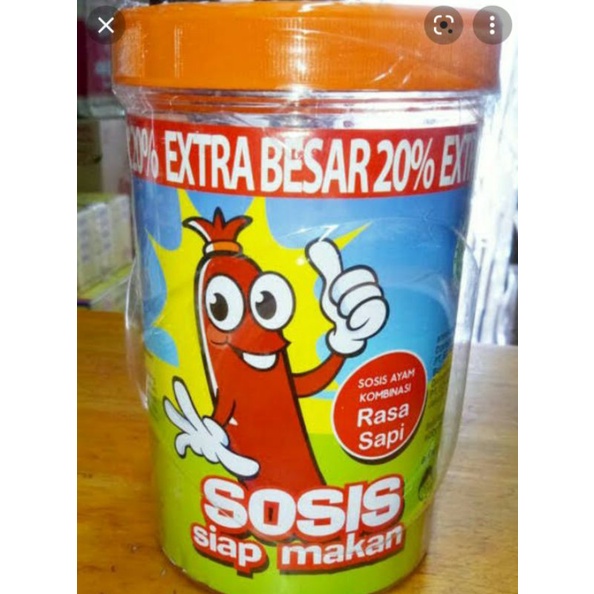 20% EXTRA BESAR 20% EXT
SOSIS AYAM
KOMBINASI
Rasa
Sapi
SOSIS
siap makan